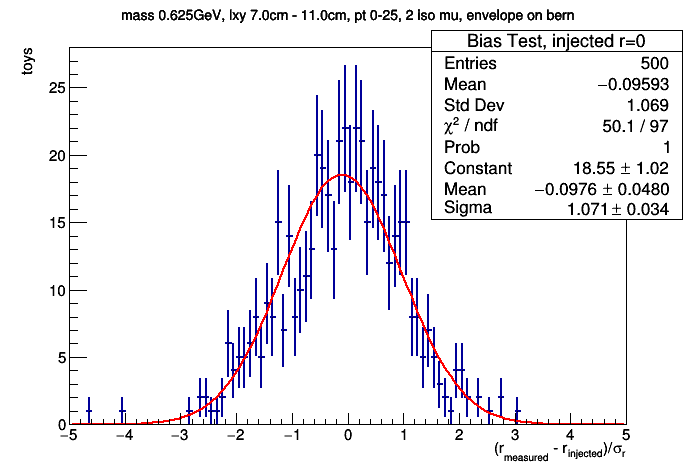 mass 0.625GeV, lxy 7.0cm - 11.0cm, pt 0-25, 2 Iso mu, envelope on bern
Bias Test, injected r=0
Entries 500
Mean −0.09593
Std Dev 1.069
χ² / ndf 50.1 / 97
Prob 1
Constant 18.55 ± 1.02
Mean −0.0976 ± 0.0480
Sigma 1.071 ± 0.034
toys
25
20
15
10
5
0
−5 −4 −3 −2 −1 0 1 2 3 4 5
(r_measured - r_injected)/σ_r